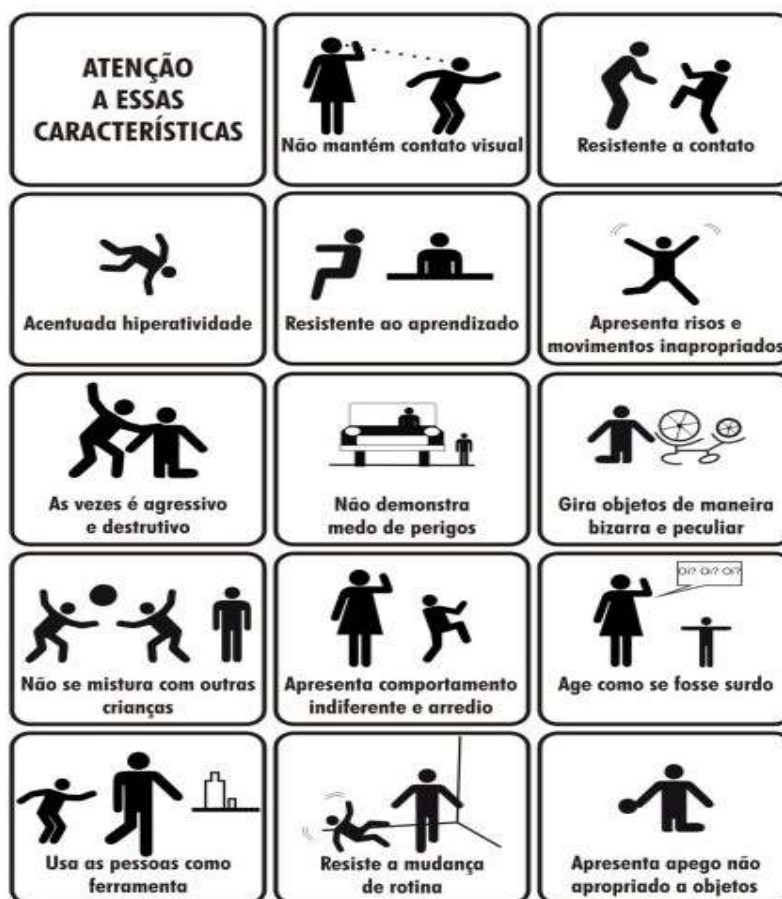 ATENÇÃO
A ESSAS
CARACTERÍSTICAS
Não mantém contato visual
Resistente a contato
Acentuada hiperatividade
Resistente ao aprendizado
Apresenta risos e
movimentos inapropriados
As vezes é agressivo
e destrutivo
Não demonstra
medo de perigos
Gira objetos de maneira
bizarra e peculiar
Não se mistura com outras
crianças
Apresenta comportamento
indiferente e arredio
Oi? Oi? Oi?
Age como se fosse surdo
Usa as pessoas como
ferramenta
Resiste a mudança
de rotina
Apresenta apego não
apropriado a objetos